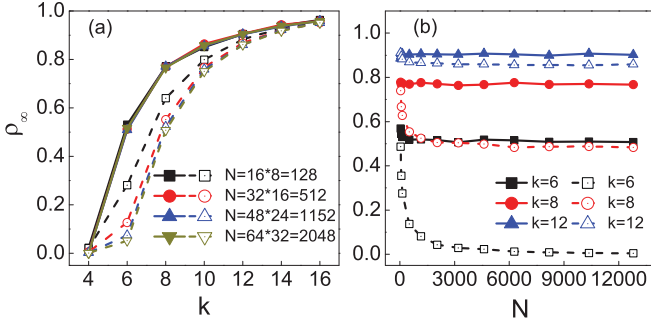 (a)
ρ∞
1.0
0.8
0.6
0.4
0.2
0.0
4 6 8 10 12 14 16
k
N=16*8=128
N=32*16=512
N=48*24=1152
N=64*32=2048
(b)
1.0
0.8
0.6
0.4
0.2
0.0
0 3000 6000 9000 12000
N
k=6 k=6
k=8 k=8
k=12 k=12